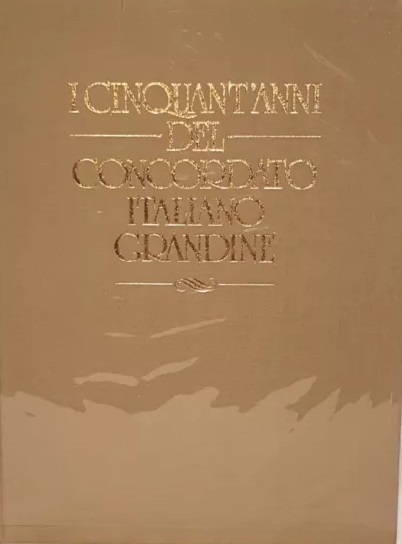 I CINQUANT'ANNI
DEL
CONCORDATO
ITALIANO
GRANDINE